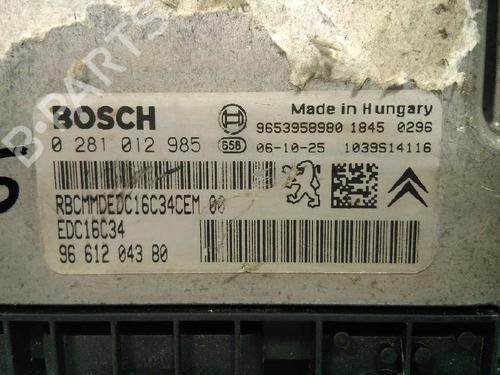 B-PARTS
BOSCH
Made in Hungary
9653958980 1845 0296
0 281 012 985
558 06-10-25 1039S14116
RBCMMDEDC16C34CEM 00
EDC16C34
96 612 043 80